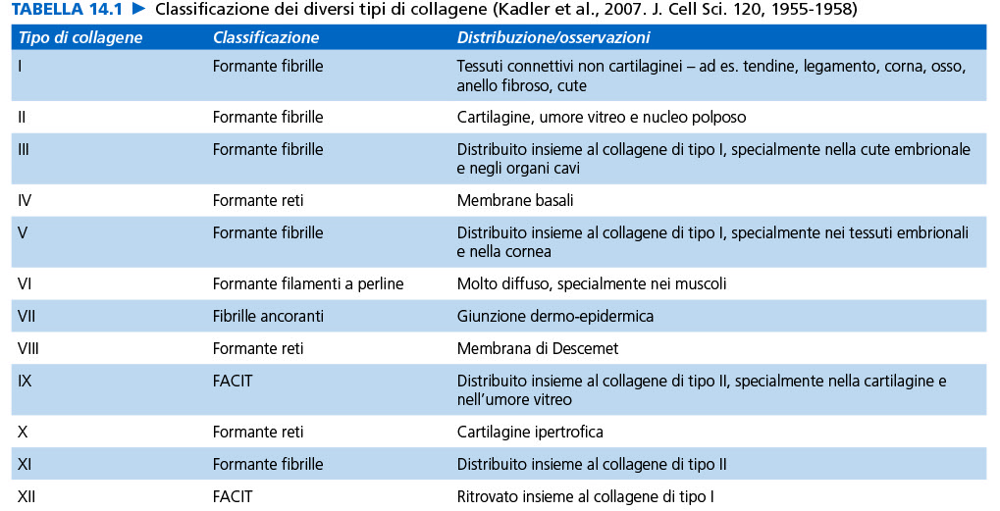 TABELLA 14.1 ► Classificazione dei diversi tipi di collagene (Kadler et al., 2007. J. Cell Sci. 120, 1955-1958)
Tipo di collagene Classificazione Distribuzione/osservazioni
I Formante fibrille Tessuti connettivi non cartilaginei – ad es. tendine, legamento, corna, osso,
anello fibroso, cute
II Formante fibrille Cartilagine, umore vitreo e nucleo polposo
III Formante fibrille Distribuito insieme al collagene di tipo I, specialmente nella cute embrionale
e negli organi cavi
IV Formante reti Membrane basali
V Formante fibrille Distribuito insieme al collagene di tipo I, specialmente nei tessuti embrionali
e nella cornea
VI Formante filamenti a perline Molto diffuso, specialmente nei muscoli
VII Fibrille ancoranti Giunzione dermo-epidermica
VIII Formante reti Membrana di Descemet
IX FACIT Distribuito insieme al collagene di tipo II, specialmente nella cartilagine e
nell'umore vitreo
X Formante reti Cartilagine ipertrofica
XI Formante fibrille Distribuito insieme al collagene di tipo II
XII FACIT Ritrovato insieme al collagene di tipo I